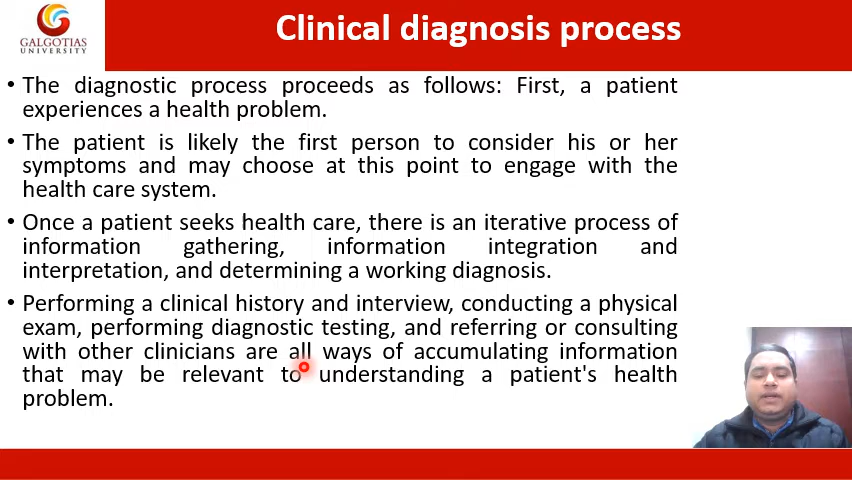 GALGOTIAS
UNIVERSITY
Clinical diagnosis process
• The diagnostic process proceeds as follows: First, a patient
experiences a health problem.
• The patient is likely the first person to consider his or her
symptoms and may choose at this point to engage with the
health care system.
• Once a patient seeks health care, there is an iterative process of
information gathering, information integration and
interpretation, and determining a working diagnosis.
• Performing a clinical history and interview, conducting a physical
exam, performing diagnostic testing, and referring or consulting
with other clinicians are all ways of accumulating information
that may be relevant to understanding a patient's health
problem.